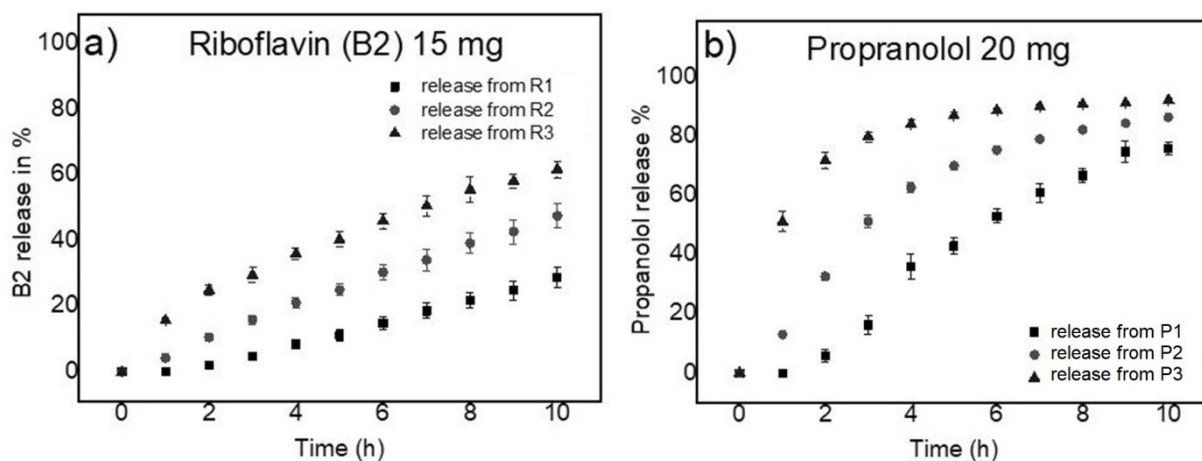 a) Riboflavin (B2) 15 mg
release from R1
release from R2
release from R3
B2 release in %
100
80
60
40
20
0
0 2 4 6 8 10
Time (h)
b) Propranolol 20 mg
Propanolol release %
100
80
60
40
20
0
release from P1
release from P2
release from P3
0 2 4 6 8 10
Time (h)